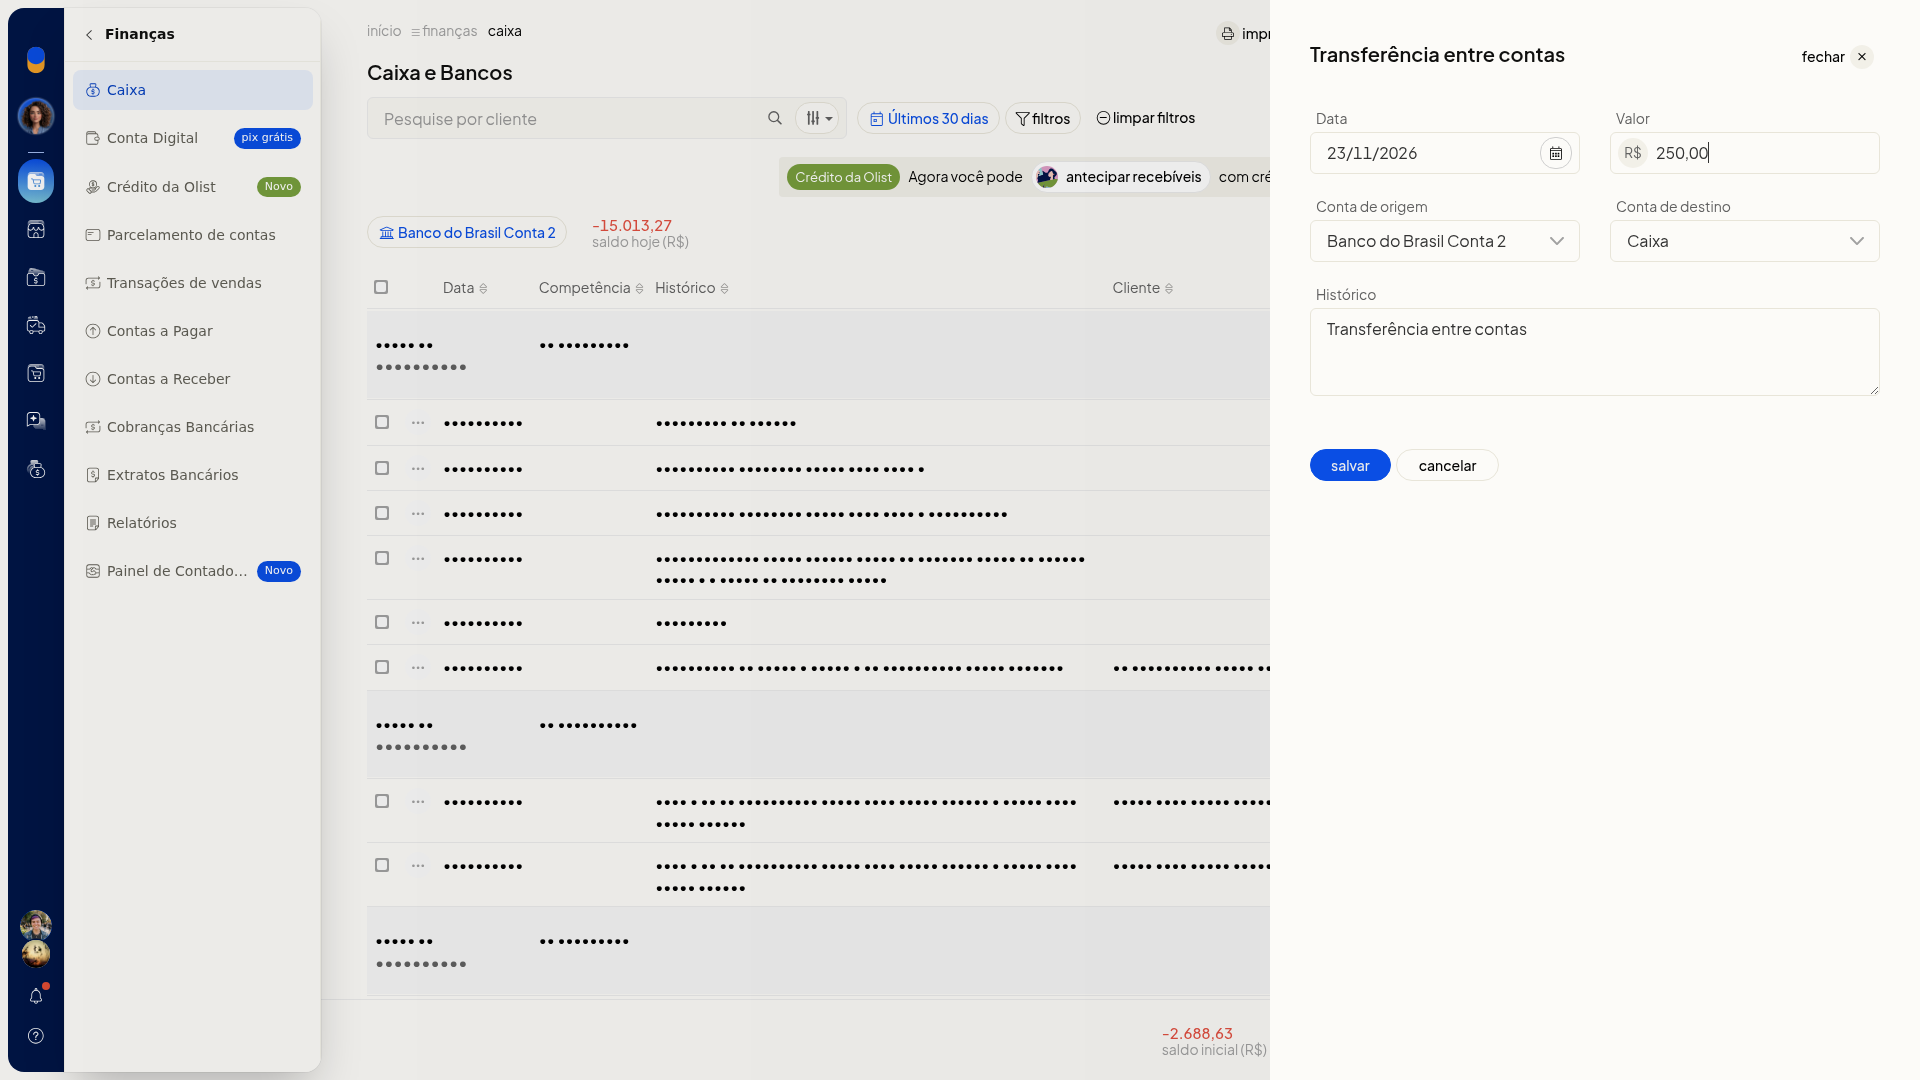 Finanças
Caixa
Conta Digital
pix grátis
Crédito da Olist
Novo
Parcelamento de contas
Transações de vendas
Contas a Pagar
Contas a Receber
Cobranças Bancárias
Extratos Bancários
Relatórios
Painel de Contado...
Novo
início
finanças
caixa
Caixa e Bancos
Pesquise por cliente
Últimos 30 dias
filtros
limpar filtros
Crédito da Olist
Agora você pode
antecipar recebíveis
com
Banco do Brasil Conta 2
-15.013,27
saldo hoje (R$)
Data
Competência
Histórico
Cliente
-2.688,63
saldo inicial (R$)
Transferência entre contas
fechar
Data
Valor
23/11/2026
R$
250,00
Conta de origem
Conta de destino
Banco do Brasil Conta 2
Caixa
Histórico
Transferência entre contas
salvar
cancelar